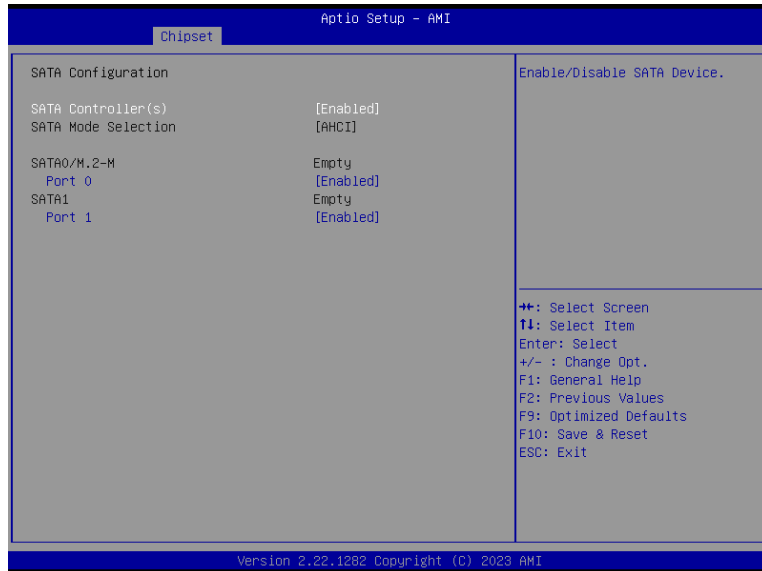 Aptio Setup – AMI
Chipset
SATA Configuration
SATA Controller(s) [Enabled]
SATA Mode Selection [AHCI]
SATA0/M.2-M Empty
Port 0 [Enabled]
SATA1 Empty
Port 1 [Enabled]
Enable/Disable SATA Device.
→←: Select Screen
↑↓: Select Item
Enter: Select
+/- : Change Opt.
F1: General Help
F2: Previous Values
F9: Optimized Defaults
F10: Save & Reset
ESC: Exit
Version 2.22.1282 Copyright (C) 2023 AMI